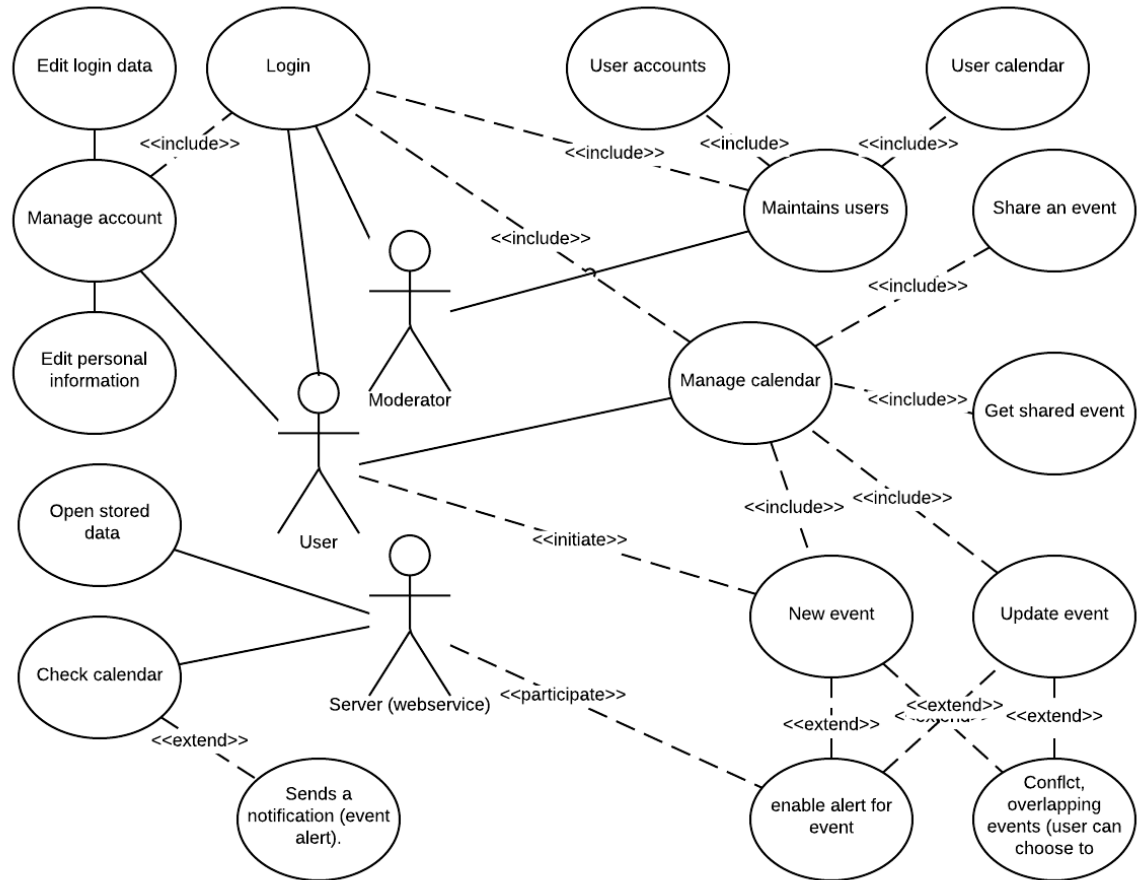 Edit login data
Login
User accounts
User calendar
<<include>>
<<include>>
<<include>
<<include>>
Manage account
Maintains users
Share an event
<<include>>
<<include>>
Edit personal
information
Moderator
Manage calendar
<<include>>
Get shared event
Open stored
data
User
<<include>>
<<include>>
<<initiate>>
New event
Update event
Check calendar
Server (webservice)
<<participate>>
<<extend>>
<<extend>>
<<extend>>
<<extend>>
<<extend>>
Sends a
notification (event
alert).
enable alert for
event
Conflct,
overlapping
events (user can
choose to